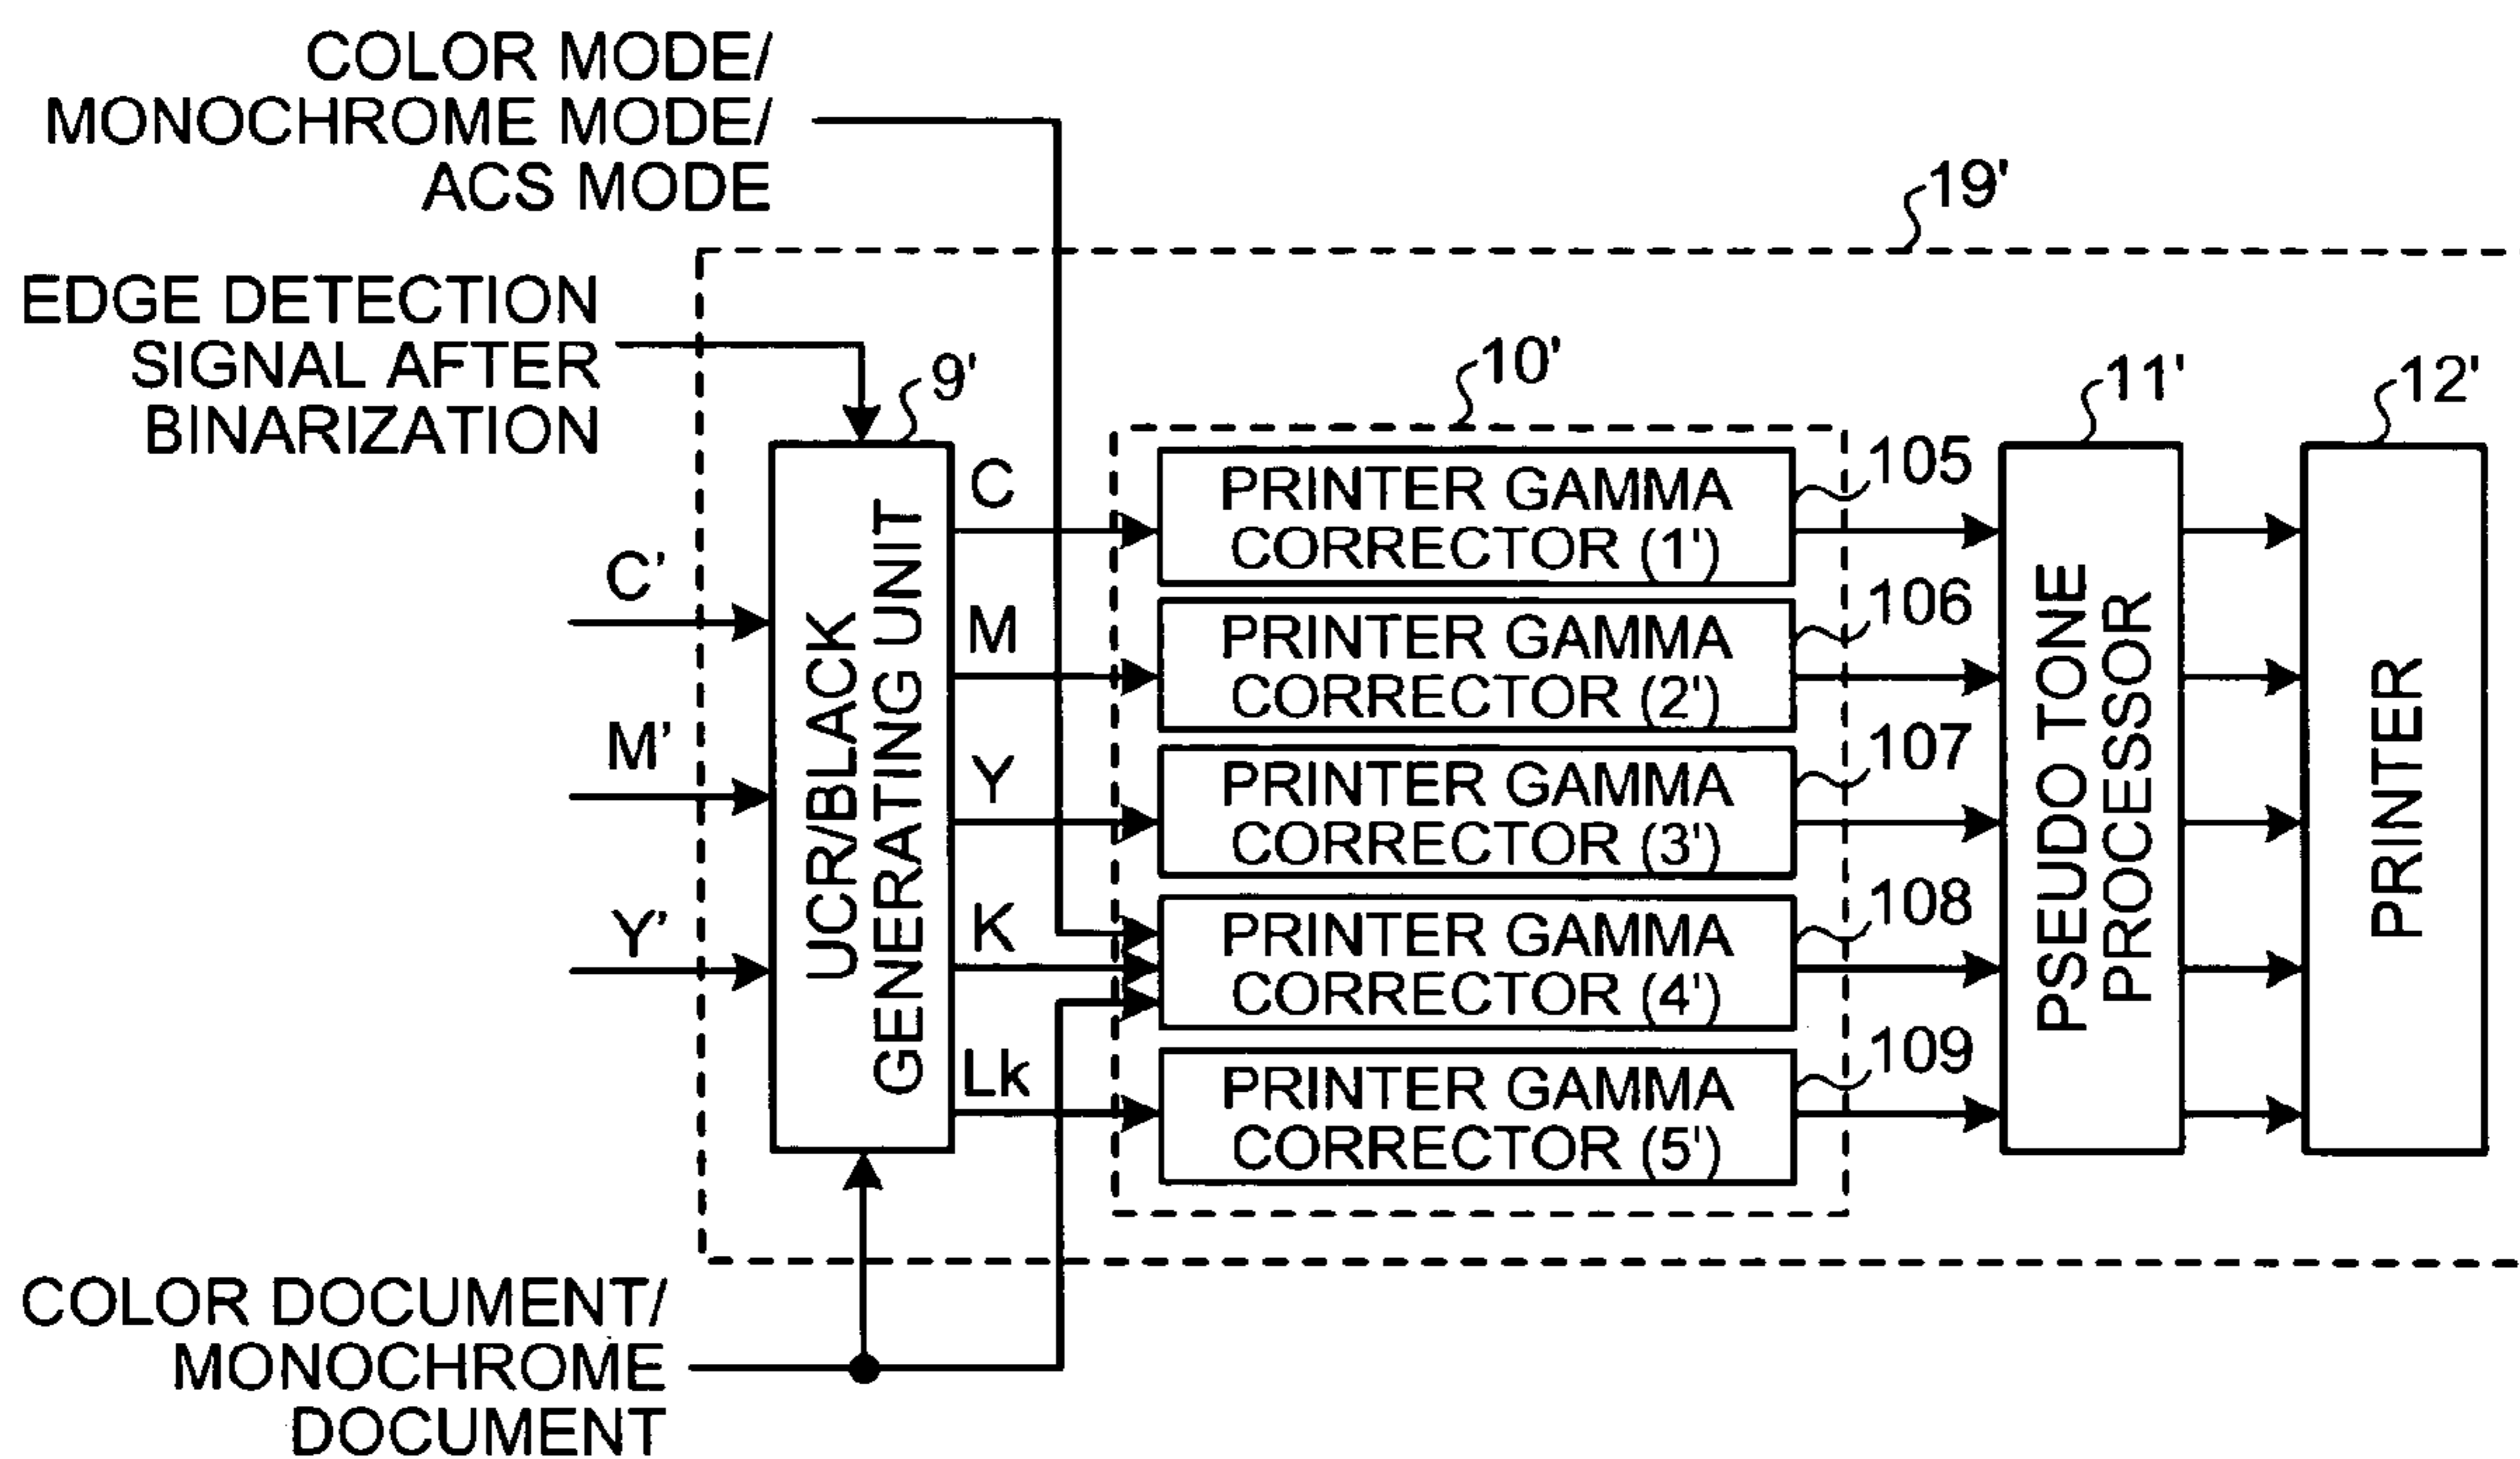 COLOR MODE/
MONOCHROME MODE/
ACS MODE
19'
EDGE DETECTION
SIGNAL AFTER
BINARIZATION
9'
10'
11'
12'
C'
M'
Y'
UCR/BLACK
GENERATING UNIT
C
M
Y
K
Lk
PRINTER GAMMA
CORRECTOR (1')
105
PRINTER GAMMA
CORRECTOR (2')
106
PRINTER GAMMA
CORRECTOR (3')
107
PRINTER GAMMA
CORRECTOR (4')
108
PRINTER GAMMA
CORRECTOR (5')
109
PSEUDO TONE
PROCESSOR
PRINTER
COLOR DOCUMENT/
MONOCHROME
DOCUMENT